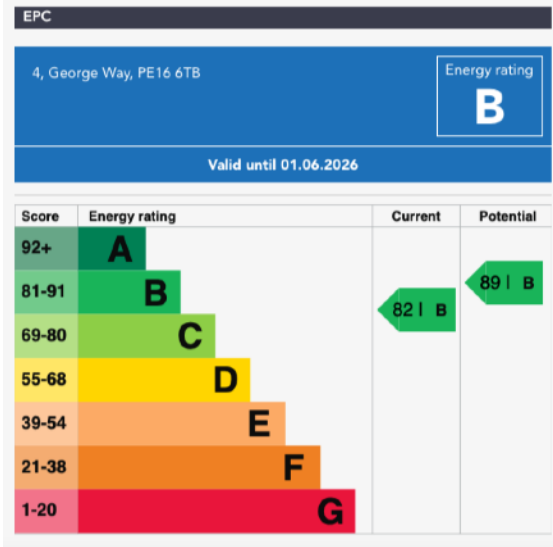 EPC
4, George Way, PE16 6TB
Energy rating
B
Valid until 01.06.2026
Score Energy rating Current Potential
92+ A
81-91 B 89 | B
82 | B
69-80 C
55-68 D
39-54 E
21-38 F
1-20 G